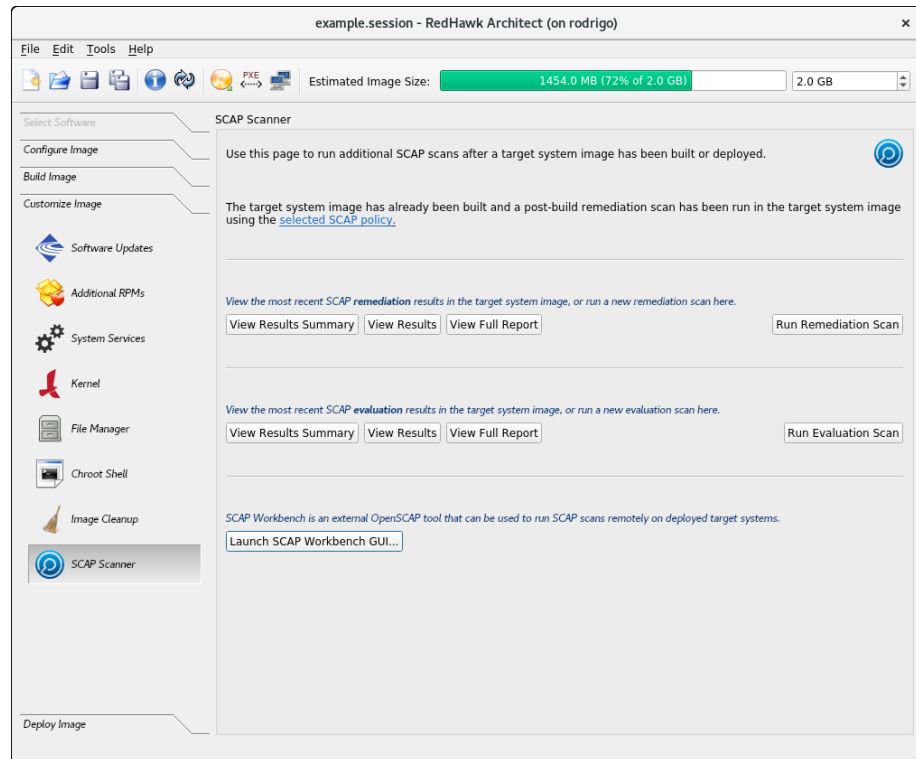 example.session - RedHawk Architect (on rodrigo)
File Edit Tools Help
PXE
Estimated Image Size:
1454.0 MB (72% of 2.0 GB)
2.0 GB
Select Software
Configure Image
Build Image
Customize Image
Software Updates
Additional RPMs
System Services
Kernel
File Manager
Chroot Shell
Image Cleanup
SCAP Scanner
Deploy Image
SCAP Scanner
Use this page to run additional SCAP scans after a target system image has been built or deployed.
The target system image has already been built and a post-build remediation scan has been run in the target system image
using the selected SCAP policy.
View the most recent SCAP remediation results in the target system image, or run a new remediation scan here.
View Results Summary View Results View Full Report Run Remediation Scan
View the most recent SCAP evaluation results in the target system image, or run a new evaluation scan here.
View Results Summary View Results View Full Report Run Evaluation Scan
SCAP Workbench is an external OpenSCAP tool that can be used to run SCAP scans remotely on deployed target systems.
Launch SCAP Workbench GUI...